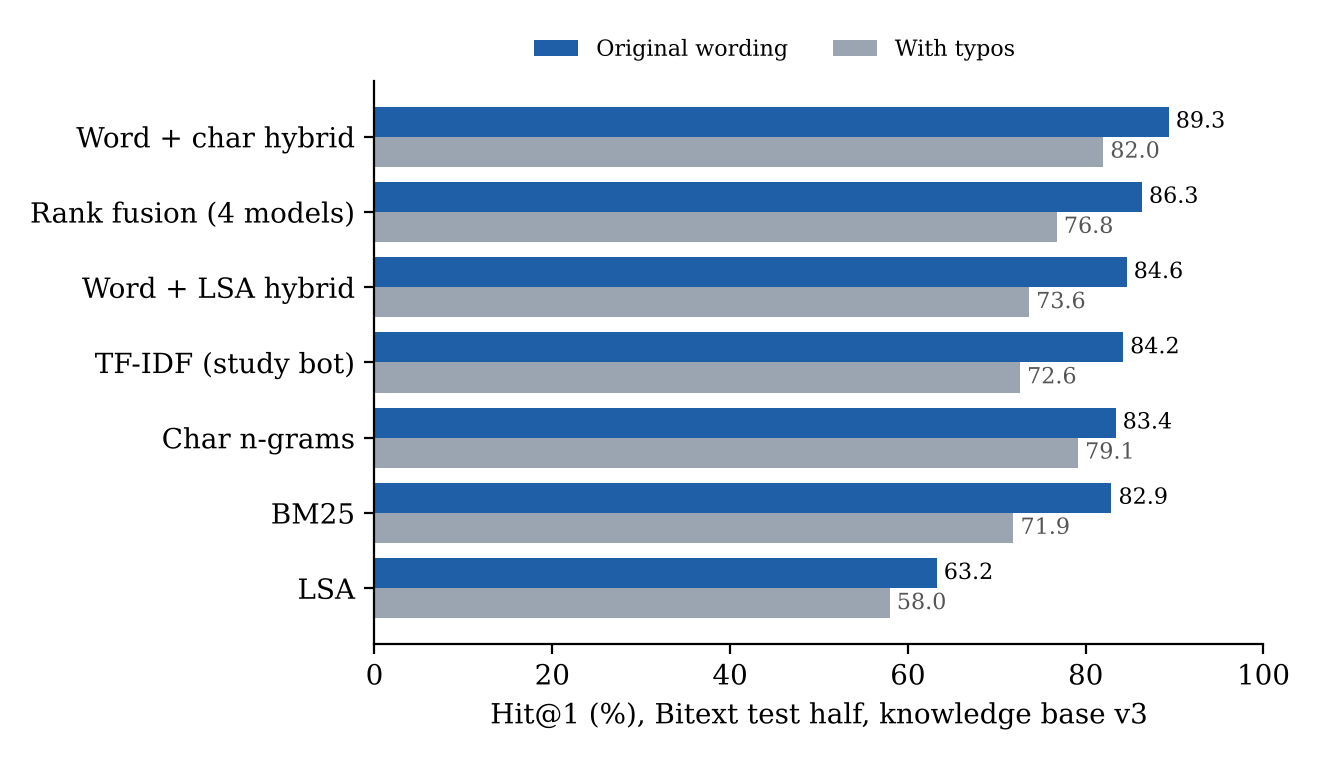 Original wording With typos
Word + char hybrid 89.3
82.0
Rank fusion (4 models) 86.3
76.8
Word + LSA hybrid 84.6
73.6
TF-IDF (study bot) 84.2
72.6
Char n-grams 83.4
79.1
BM25 82.9
71.9
LSA 63.2
58.0
0 20 40 60 80 100
Hit@1 (%), Bitext test half, knowledge base v3